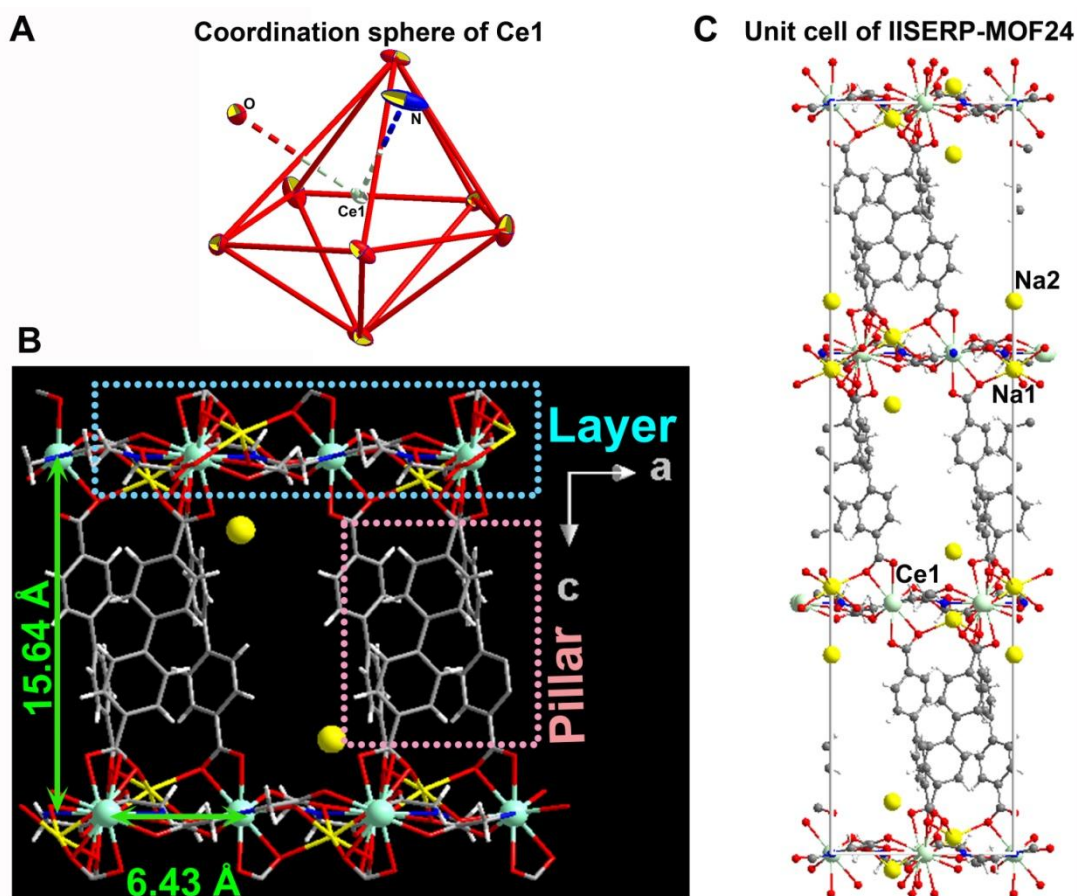 A
Coordination sphere of Ce1
O
N
Ce1
B
Layer
a
c
Pillar
15.64 Å
6.43 Å
C
Unit cell of IISERP-MOF24
Na2
Na1
Ce1